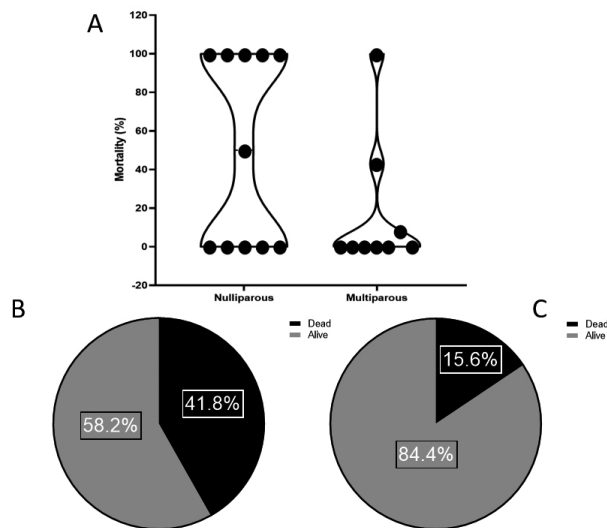 A
120
100
80
60
40
20
0
-20
Mortality (%)
Nulliparous
Multiparous
B
Dead
Alive
41.8%
58.2%
C
Dead
Alive
15.6%
84.4%